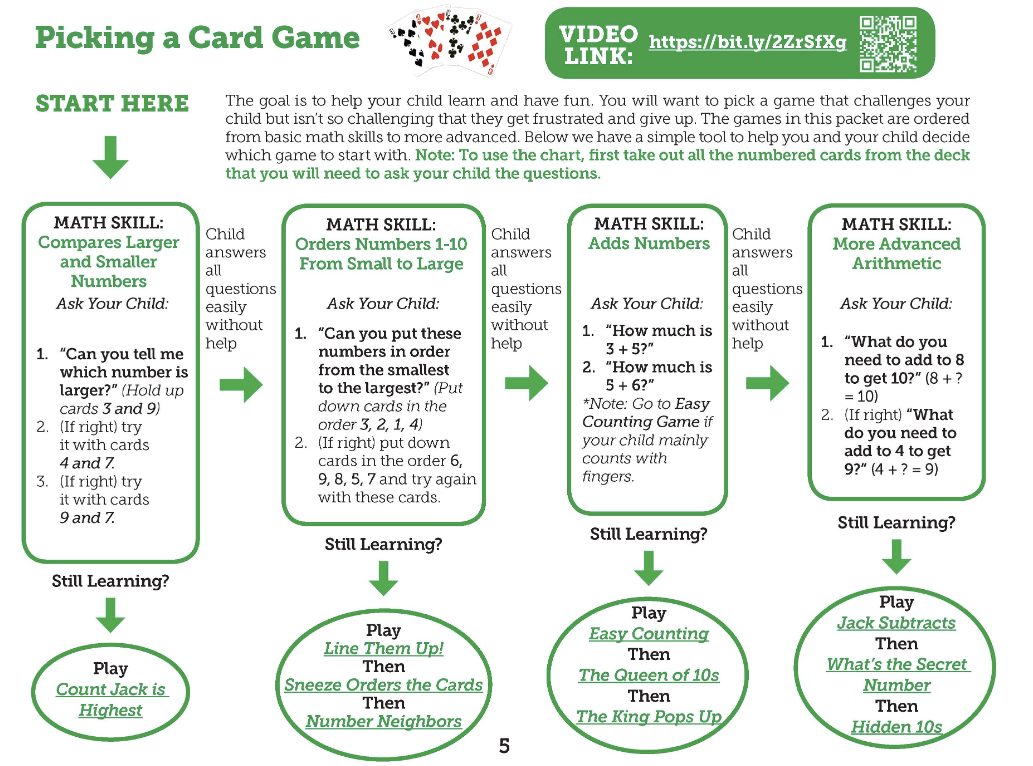 Picking a Card Game
VIDEO
LINK:
https://bit.ly/2ZrSfXg
START HERE
The goal is to help your child learn and have fun. You will want to pick a game that challenges your
child but isn't so challenging that they get frustrated and give up. The games in this packet are ordered
from basic math skills to more advanced. Below we have a simple tool to help you and your child decide
which game to start with. Note: To use the chart, first take out all the numbered cards from the deck
that you will need to ask your child the questions.
MATH SKILL:
Compares Larger
and Smaller
Numbers
Ask Your Child:
1. “Can you tell me
which number is
larger?” (Hold up
cards 3 and 9)
2. (If right) try
it with cards
4 and 7.
3. (If right) try
it with cards
9 and 7.
Still Learning?
Play
Count Jack is
Highest
Child
answers
all
questions
easily
without
help
MATH SKILL:
Orders Numbers 1-10
From Small to Large
Ask Your Child:
1. “Can you put these
numbers in order
from the smallest
to the largest?” (Put
down cards in the
order 3, 2, 1, 4)
2. (If right) put down
cards in the order 6,
9, 8, 5, 7 and try again
with these cards.
Still Learning?
Play
Line Them Up!
Then
Sneeze Orders the Cards
Then
Number Neighbors
Child
answers
all
questions
easily
without
help
MATH SKILL:
Adds Numbers
Ask Your Child:
1. “How much is
3 + 5?”
2. “How much is
5 + 6?”
*Note: Go to Easy
Counting Game if
your child mainly
counts with
fingers.
Still Learning?
Play
Easy Counting
Then
The Queen of 10s
Then
The King Pops Up
Child
answers
all
questions
easily
without
help
MATH SKILL:
More Advanced
Arithmetic
Ask Your Child:
1. “What do you
need to add to 8
to get 10?” (8 + ?
= 10)
2. (If right) “What
do you need to
add to 4 to get
9?” (4 + ? = 9)
Still Learning?
Play
Jack Subtracts
Then
What's the Secret
Number
Then
Hidden 10s
5